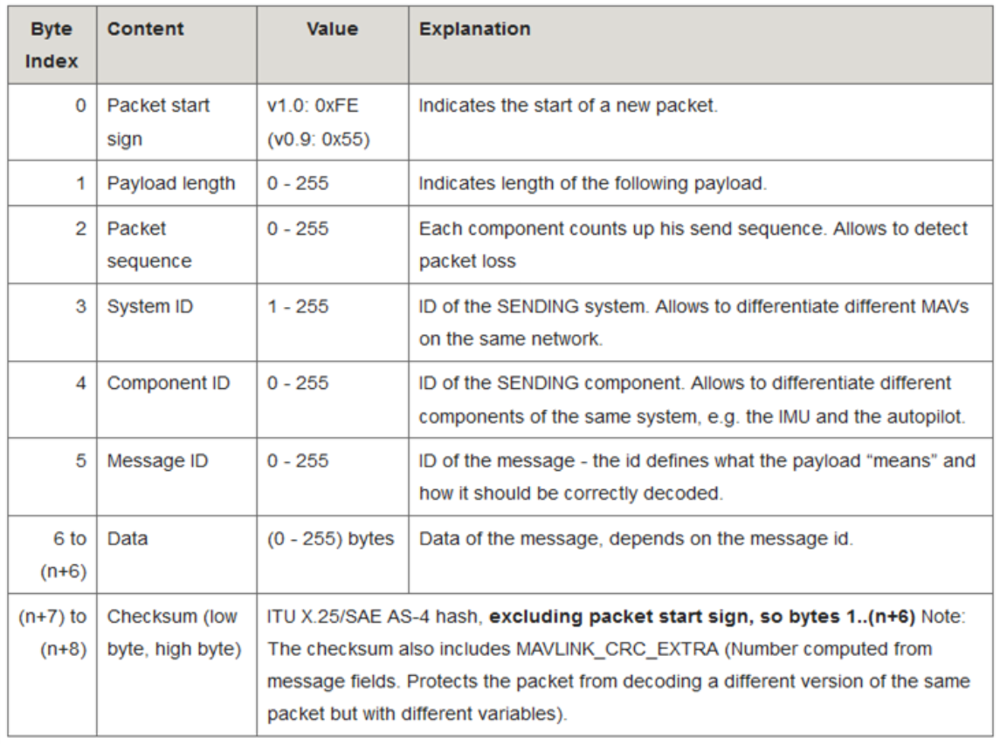 Byte Index Content Value Explanation
0 Packet start sign v1.0: 0xFE (v0.9: 0x55) Indicates the start of a new packet.
1 Payload length 0 - 255 Indicates length of the following payload.
2 Packet sequence 0 - 255 Each component counts up his send sequence. Allows to detect
packet loss
3 System ID 1 - 255 ID of the SENDING system. Allows to differentiate different MAVs
on the same network.
4 Component ID 0 - 255 ID of the SENDING component. Allows to differentiate different
components of the same system, e.g. the IMU and the autopilot.
5 Message ID 0 - 255 ID of the message - the id defines what the payload “means” and
how it should be correctly decoded.
6 to (n+6) Data (0 - 255) bytes Data of the message, depends on the message id.
(n+7) to (n+8) Checksum (low byte, high byte) ITU X.25/SAE AS-4 hash, excluding packet start sign, so bytes 1..(n+6) Note:
The checksum also includes MAVLINK_CRC_EXTRA (Number computed from
message fields. Protects the packet from decoding a different version of the same
packet but with different variables).